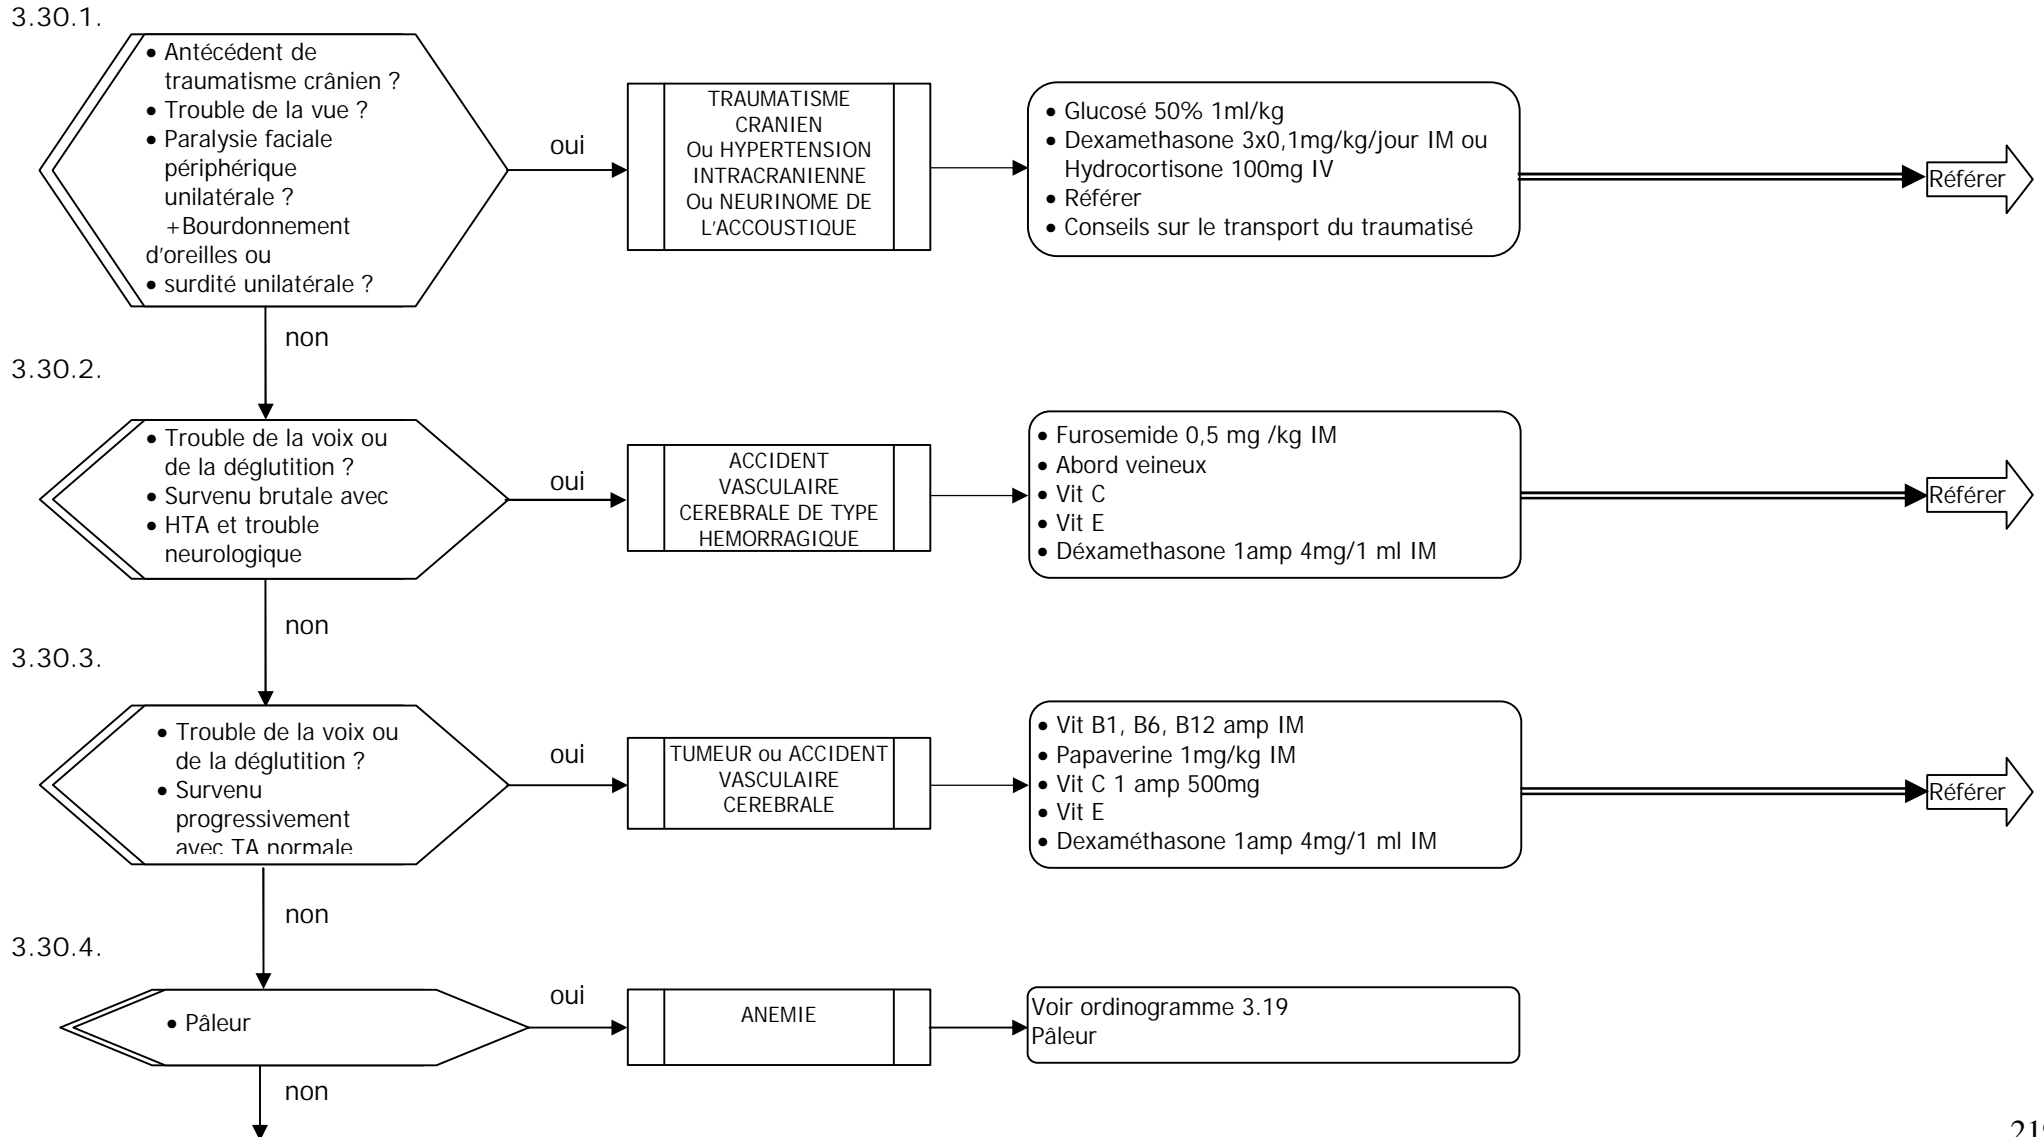 3.30.1.
• Antécédent de
traumatisme crânien ?
• Trouble de la vue ?
• Paralysie faciale
périphérique
unilatérale ?
+Bourdonnement
d'oreilles ou
• surdité unilatérale ?
oui
TRAUMATISME
CRANIEN
Ou HYPERTENSION
INTRACRANIENNE
Ou NEURINOME DE
L'ACCOUSTIQUE
• Glucosé 50% 1ml/kg
• Dexamethasone 3x0,1mg/kg/jour IM ou
Hydrocortisone 100mg IV
• Référer
• Conseils sur le transport du traumatisé
Référer
non
3.30.2.
• Trouble de la voix ou
de la déglutition ?
• Survenu brutale avec
• HTA et trouble
neurologique
oui
ACCIDENT
VASCULAIRE
CEREBRALE DE TYPE
HEMORRAGIQUE
• Furosemide 0,5 mg /kg IM
• Abord veineux
• Vit C
• Vit E
• Déxamethasone 1amp 4mg/1 ml IM
Référer
non
3.30.3.
• Trouble de la voix ou
de la déglutition ?
• Survenu
progressivement
avec TA normale
oui
TUMEUR ou ACCIDENT
VASCULAIRE
CEREBRALE
• Vit B1, B6, B12 amp IM
• Papaverine 1mg/kg IM
• Vit C 1 amp 500mg
• Vit E
• Dexaméthasone 1amp 4mg/1 ml IM
Référer
non
3.30.4.
• Pâleur
oui
ANEMIE
Voir ordinogramme 3.19
Pâleur
non
21